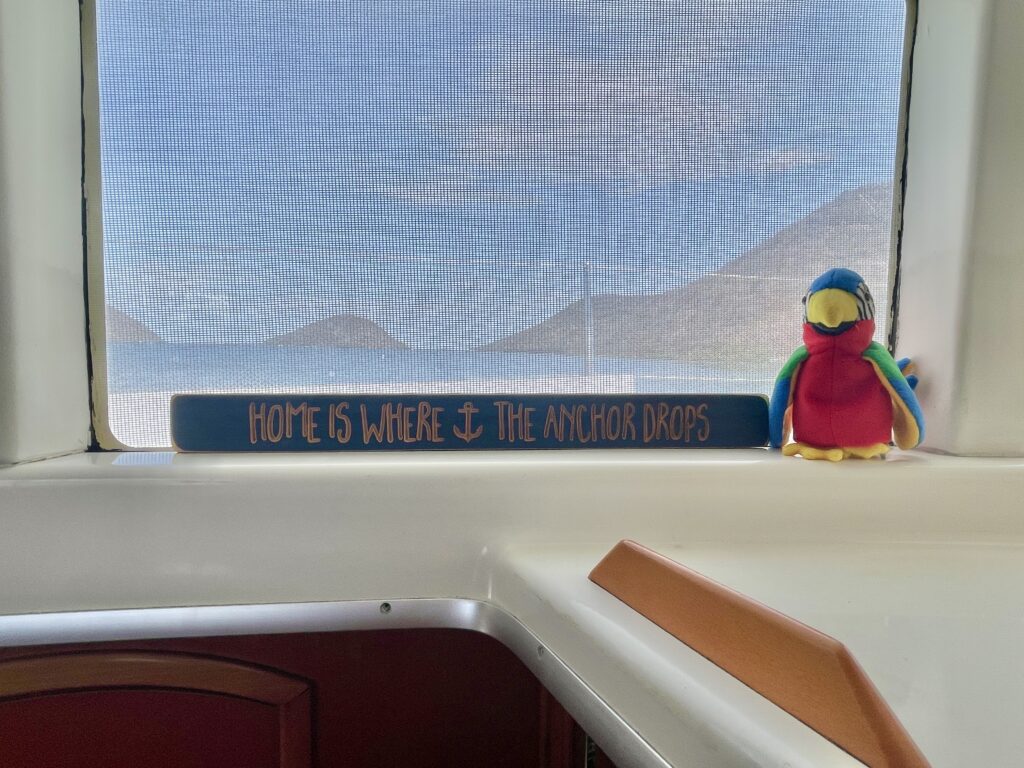 HOME IS WHERE ⚓ THE ANCHOR DROPS